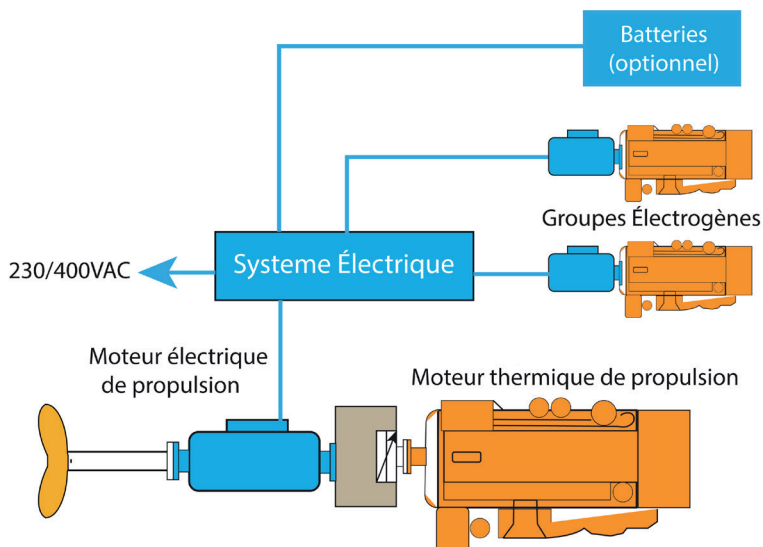 Batteries
(optionnel)
Groupes Électrogènes
Systeme Électrique
230/400VAC
Moteur électrique
de propulsion
Moteur thermique de propulsion